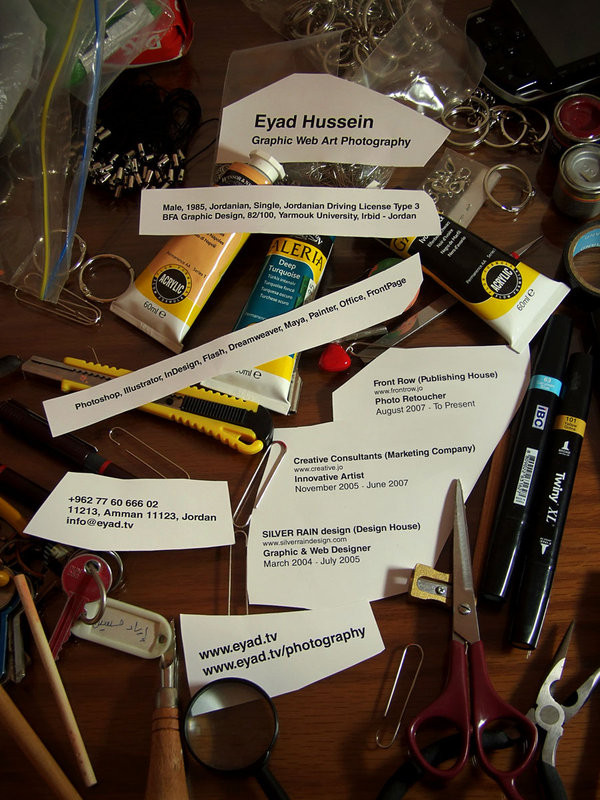 Eyad Hussein
Graphic Web Art Photography
Male, 1985, Jordanian, Single, Jordanian Driving License Type 3
BFA Graphic Design, 82/100, Yarmouk University, Irbid - Jordan
ACRYLIC
60ml e
ALERIA
Deep
Turquoise
ACRYLIC
60ml e
Photoshop, Illustrator, InDesign, Flash, Dreamweaver, Maya, Painter, Office, FrontPage
Front Row (Publishing House)
www.frontrow.jo
Photo Retoucher
August 2007 - To Present
Creative Consultants (Marketing Company)
www.creative.jo
Innovative Artist
November 2005 - June 2007
SILVER RAIN design (Design House)
www.silverraindesign.com
Graphic & Web Designer
March 2004 - July 2005
+962 77 60 666 02
11213, Amman 11123, Jordan
info@eyad.tv
www.eyad.tv
www.eyad.tv/photography
101
Twiny XL